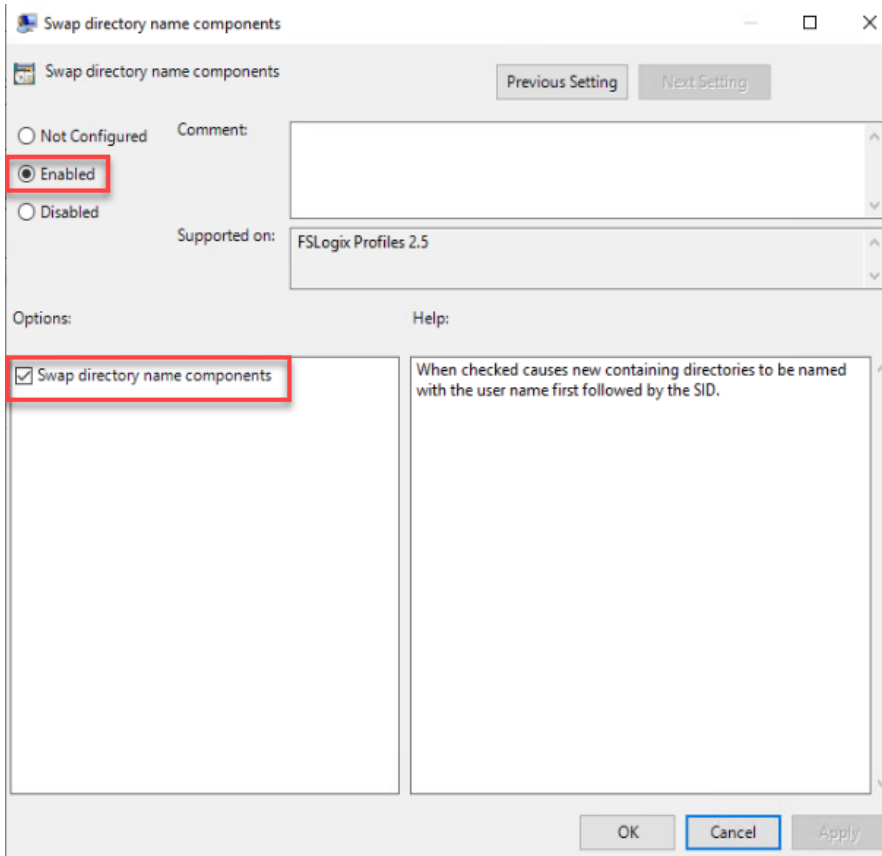 Swap directory name components
Swap directory name components
Previous Setting
Next Setting
Not Configured
Comment:
Enabled
Disabled
Supported on:
FSLogix Profiles 2.5
Options:
Help:
Swap directory name components
When checked causes new containing directories to be named
with the user name first followed by the SID.
OK
Cancel
Apply